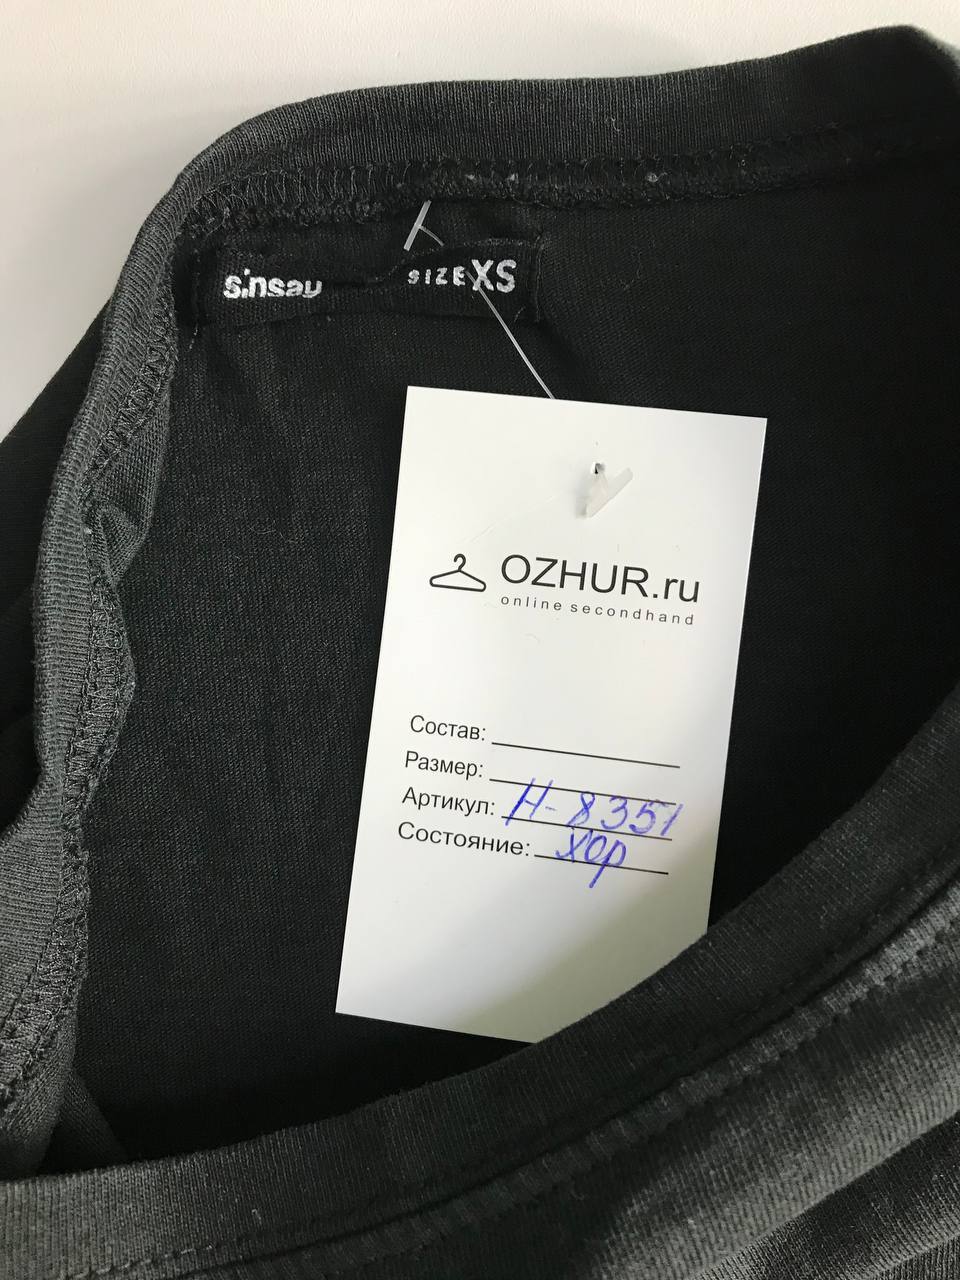 sinsay SIZE XS
OZHUR.ru
online secondhand
Состав:
Размер:
Артикул: Н-8351
Состояние: хор